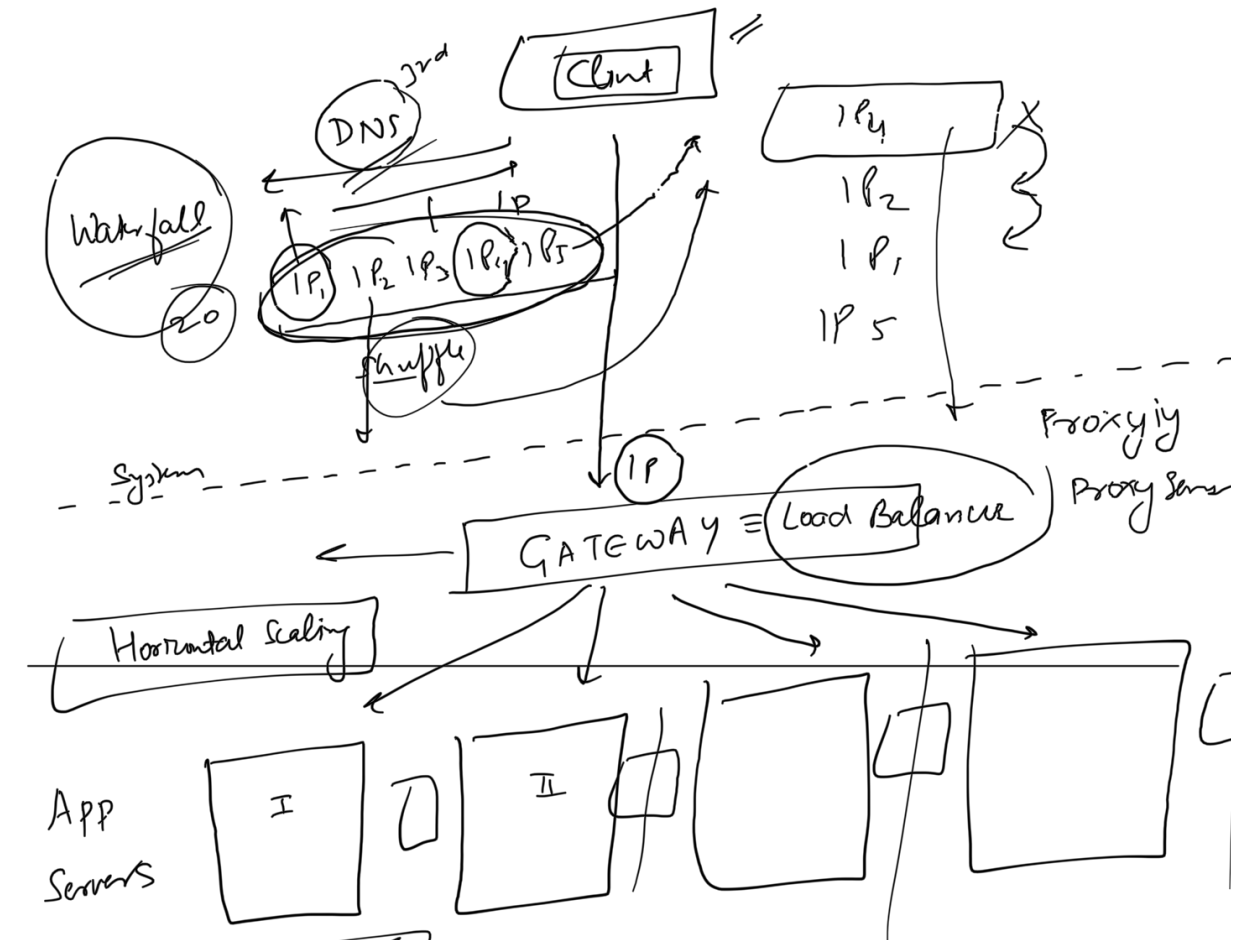 3rd
Client
DNS
IP4
IP
IP2
Waterfall
IP1 IP2 IP3 IP4 IP5
IP1
20
IP5
Shuffle
Proxyiy
System
IP
Proxy Server
GATEWAY ≡ Load Balancer
Horizontal Scaling
I
II
App
Servers